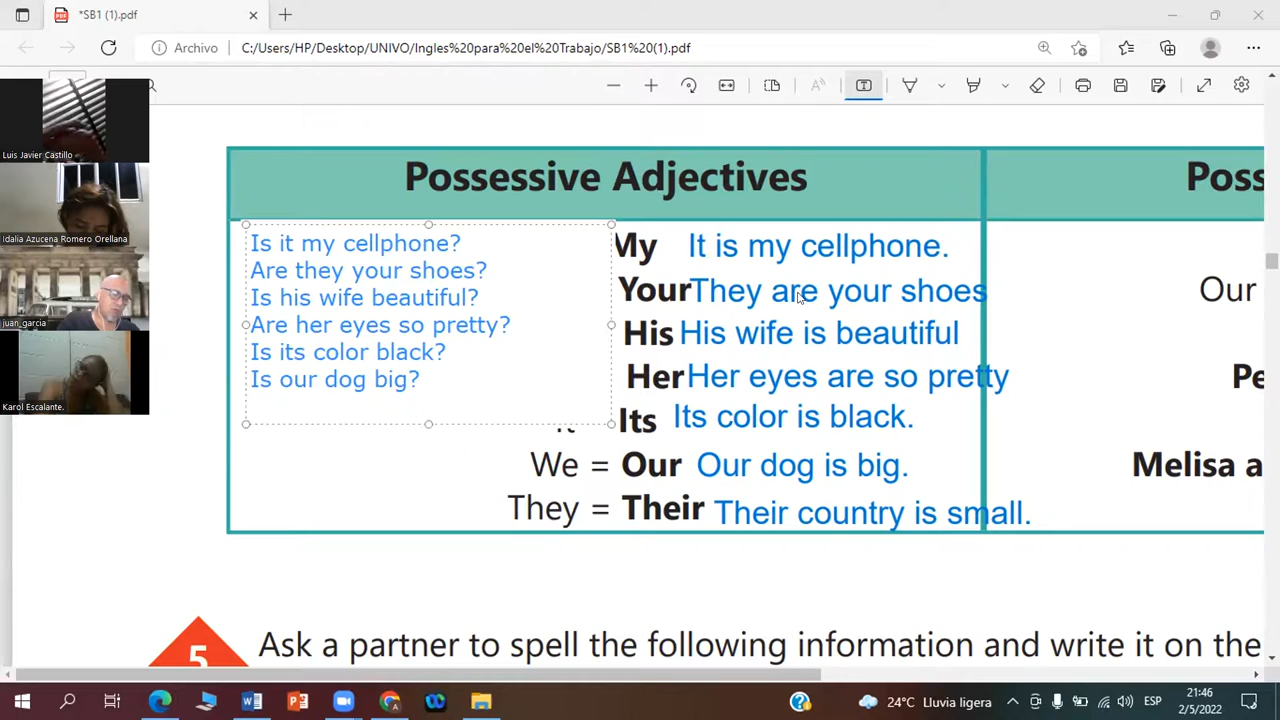 *SB1 (1).pdf
Archivo C:/Users/HP/Desktop/UNIVO/Ingles%20para%20el%20Trabajo/SB1%20(1).pdf
Luis Javier Castillo
Idalia Azucena Romero Orellana
juan_garcia
Karol Escalante.
Possessive Adjectives
Poss
Is it my cellphone?
Are they your shoes?
Is his wife beautiful?
Are her eyes so pretty?
Is its color black?
Is our dog big?
My It is my cellphone.
Your They are your shoes
His His wife is beautiful
Her Her eyes are so pretty
Its Its color is black.
We = Our Our dog is big.
They = Their Their country is small.
Our
Pe
Melisa a
5 Ask a partner to spell the following information and write it on the
24°C Lluvia ligera
ESP
21:46
2/5/2022